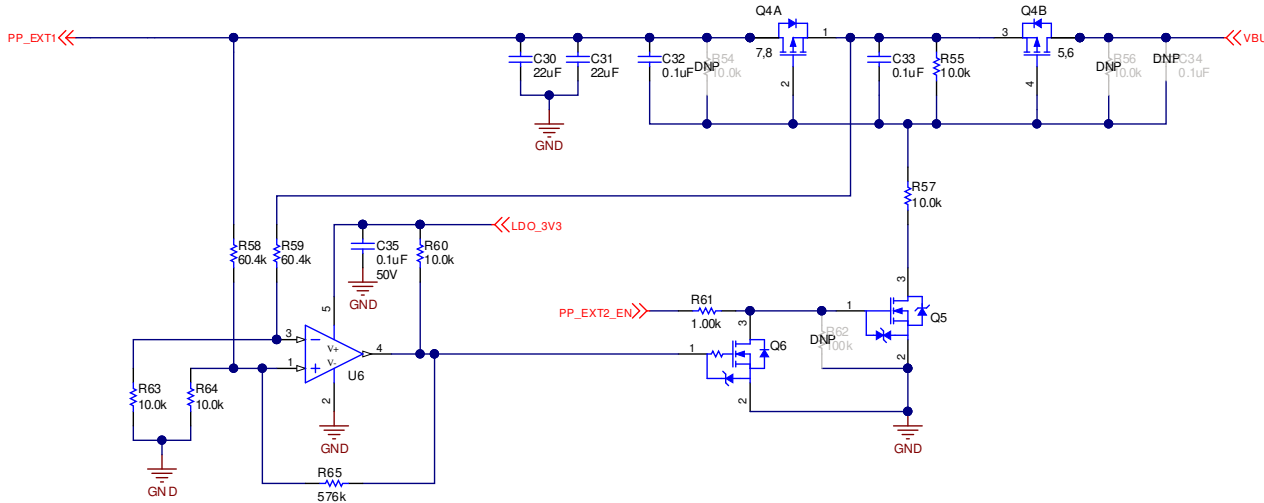 Q4A
Q4B
PP_EXT1
1
3
VBU
7,8
5,6
C30
22uF
C31
22uF
C32
0.1uF
DNP
R54
10.0k
2
C33
0.1uF
R55
10.0k
4
DNP
R56
10.0k
DNP
C34
0.1uF
GND
R57
10.0k
LDO_3V3
R58
60.4k
R59
60.4k
C35
0.1uF
50V
R60
10.0k
GND
3
5
PP_EXT2_EN
R61
1.00k
1
Q5
3
Q6
DNP
R62
100k
3
V+
4
1
V-
1
U6
2
R63
10.0k
R64
10.0k
2
2
GND
GND
GND
R65
576k